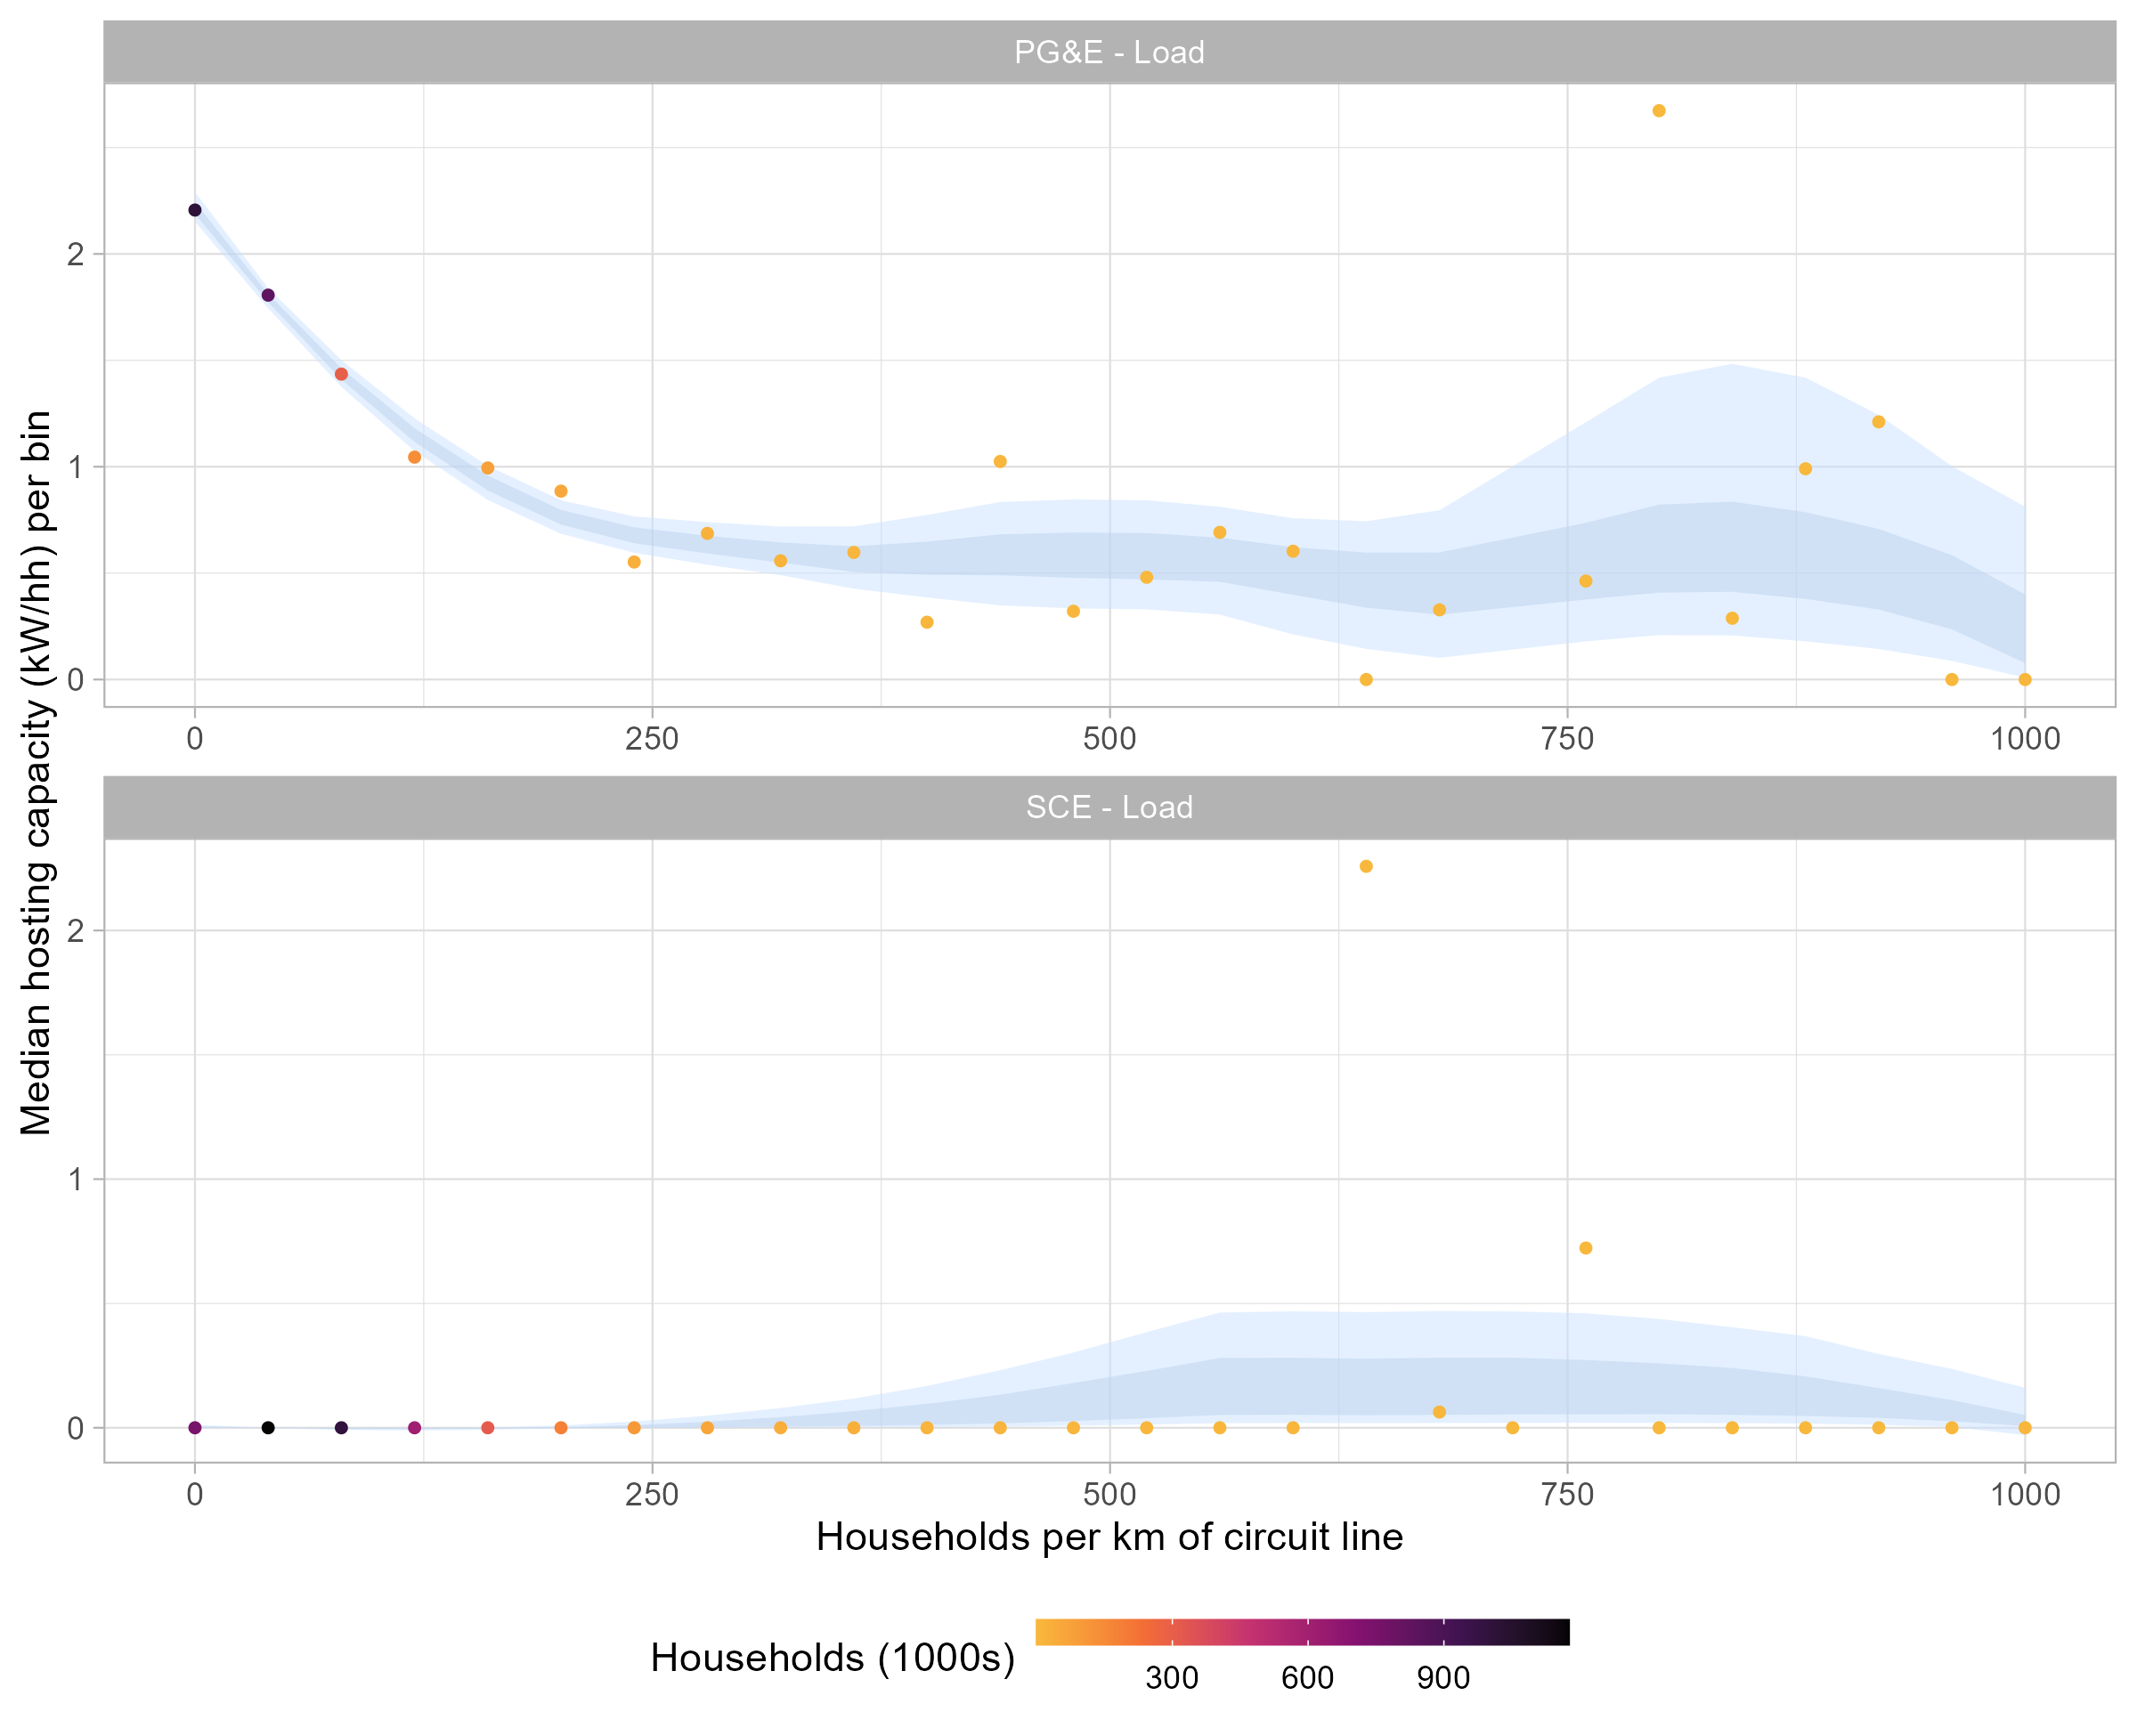 PG&E - Load
2
1
0
0 250 500 750 1000
SCE - Load
2
1
0
0 250 500 750 1000
Median hosting capacity (kW/hh) per bin
Households per km of circuit line
Households (1000s)
300 600 900